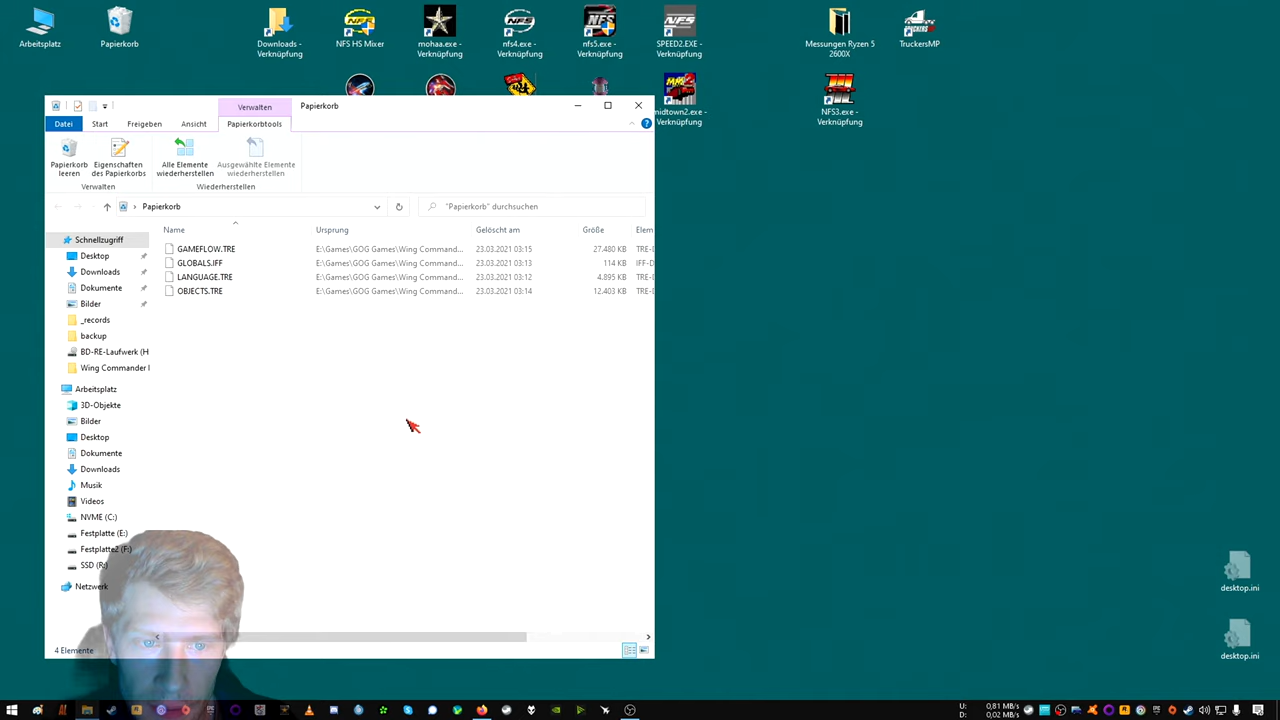 Arbeitsplatz
Papierkorb
Downloads -
Verknüpfung
NFS HS Mixer
mohaa.exe -
Verknüpfung
nfs4.exe -
Verknüpfung
nfs5.exe -
Verknüpfung
SPEED2.EXE -
Verknüpfung
Messungen Ryzen 5
2600X
TruckersMP
midtown2.exe -
Verknüpfung
NFS3.exe -
Verknüpfung
Verwalten
Papierkorb
Datei
Start
Freigeben
Ansicht
Papierkorbtools
Papierkorb
leeren
Eigenschaften
des Papierkorbs
Alle Elemente
wiederherstellen
Ausgewählte Elemente
wiederherstellen
Verwalten
Wiederherstellen
Papierkorb
"Papierkorb" durchsuchen
Name Ursprung Gelöscht am Größe Elem
GAMEFLOW.TRE E:\Games\GOG Games\Wing Command... 23.03.2021 03:15 27.480 KB TRE-
GLOBALS.IFF E:\Games\GOG Games\Wing Command... 23.03.2021 03:13 114 KB IFF-D
LANGUAGE.TRE E:\Games\GOG Games\Wing Command... 23.03.2021 03:12 4.895 KB TRE-
OBJECTS.TRE E:\Games\GOG Games\Wing Command... 23.03.2021 03:14 12.403 KB TRE-
Schnellzugriff
Desktop
Downloads
Dokumente
Bilder
_records
backup
BD-RE-Laufwerk (H
Wing Commander I
Arbeitsplatz
3D-Objekte
Bilder
Desktop
Dokumente
Downloads
Musik
Videos
NVME (C:)
Festplatte (E:)
Festplatte2 (F:)
SSD (R:)
Netzwerk
4 Elemente
desktop.ini
desktop.ini
U: 0,81 MB/s
D: 0,02 MB/s